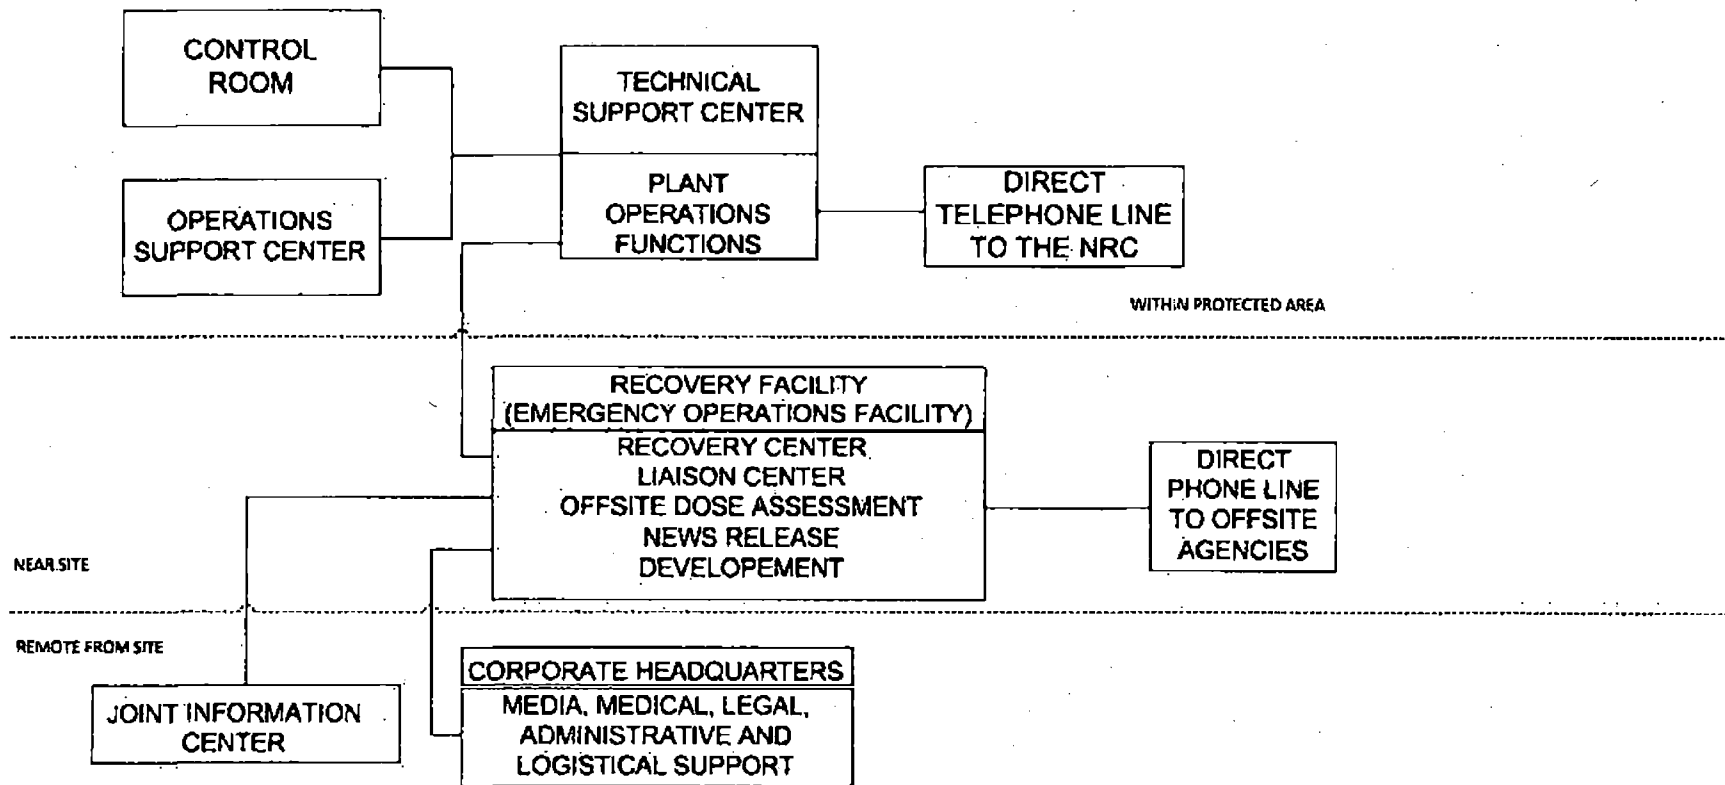 CONTROL
ROOM
OPERATIONS
SUPPORT CENTER
TECHNICAL
SUPPORT CENTER
PLANT
OPERATIONS
FUNCTIONS
DIRECT
TELEPHONE LINE
TO THE NRC
WITHIN PROTECTED AREA
RECOVERY FACILITY
(EMERGENCY OPERATIONS FACILITY)
RECOVERY CENTER
LIAISON CENTER
OFFSITE DOSE ASSESSMENT
NEWS RELEASE
DEVELOPEMENT
DIRECT
PHONE LINE
TO OFFSITE
AGENCIES
NEAR SITE
REMOTE FROM SITE
JOINT INFORMATION
CENTER
CORPORATE HEADQUARTERS
MEDIA, MEDICAL, LEGAL,
ADMINISTRATIVE AND
LOGISTICAL SUPPORT